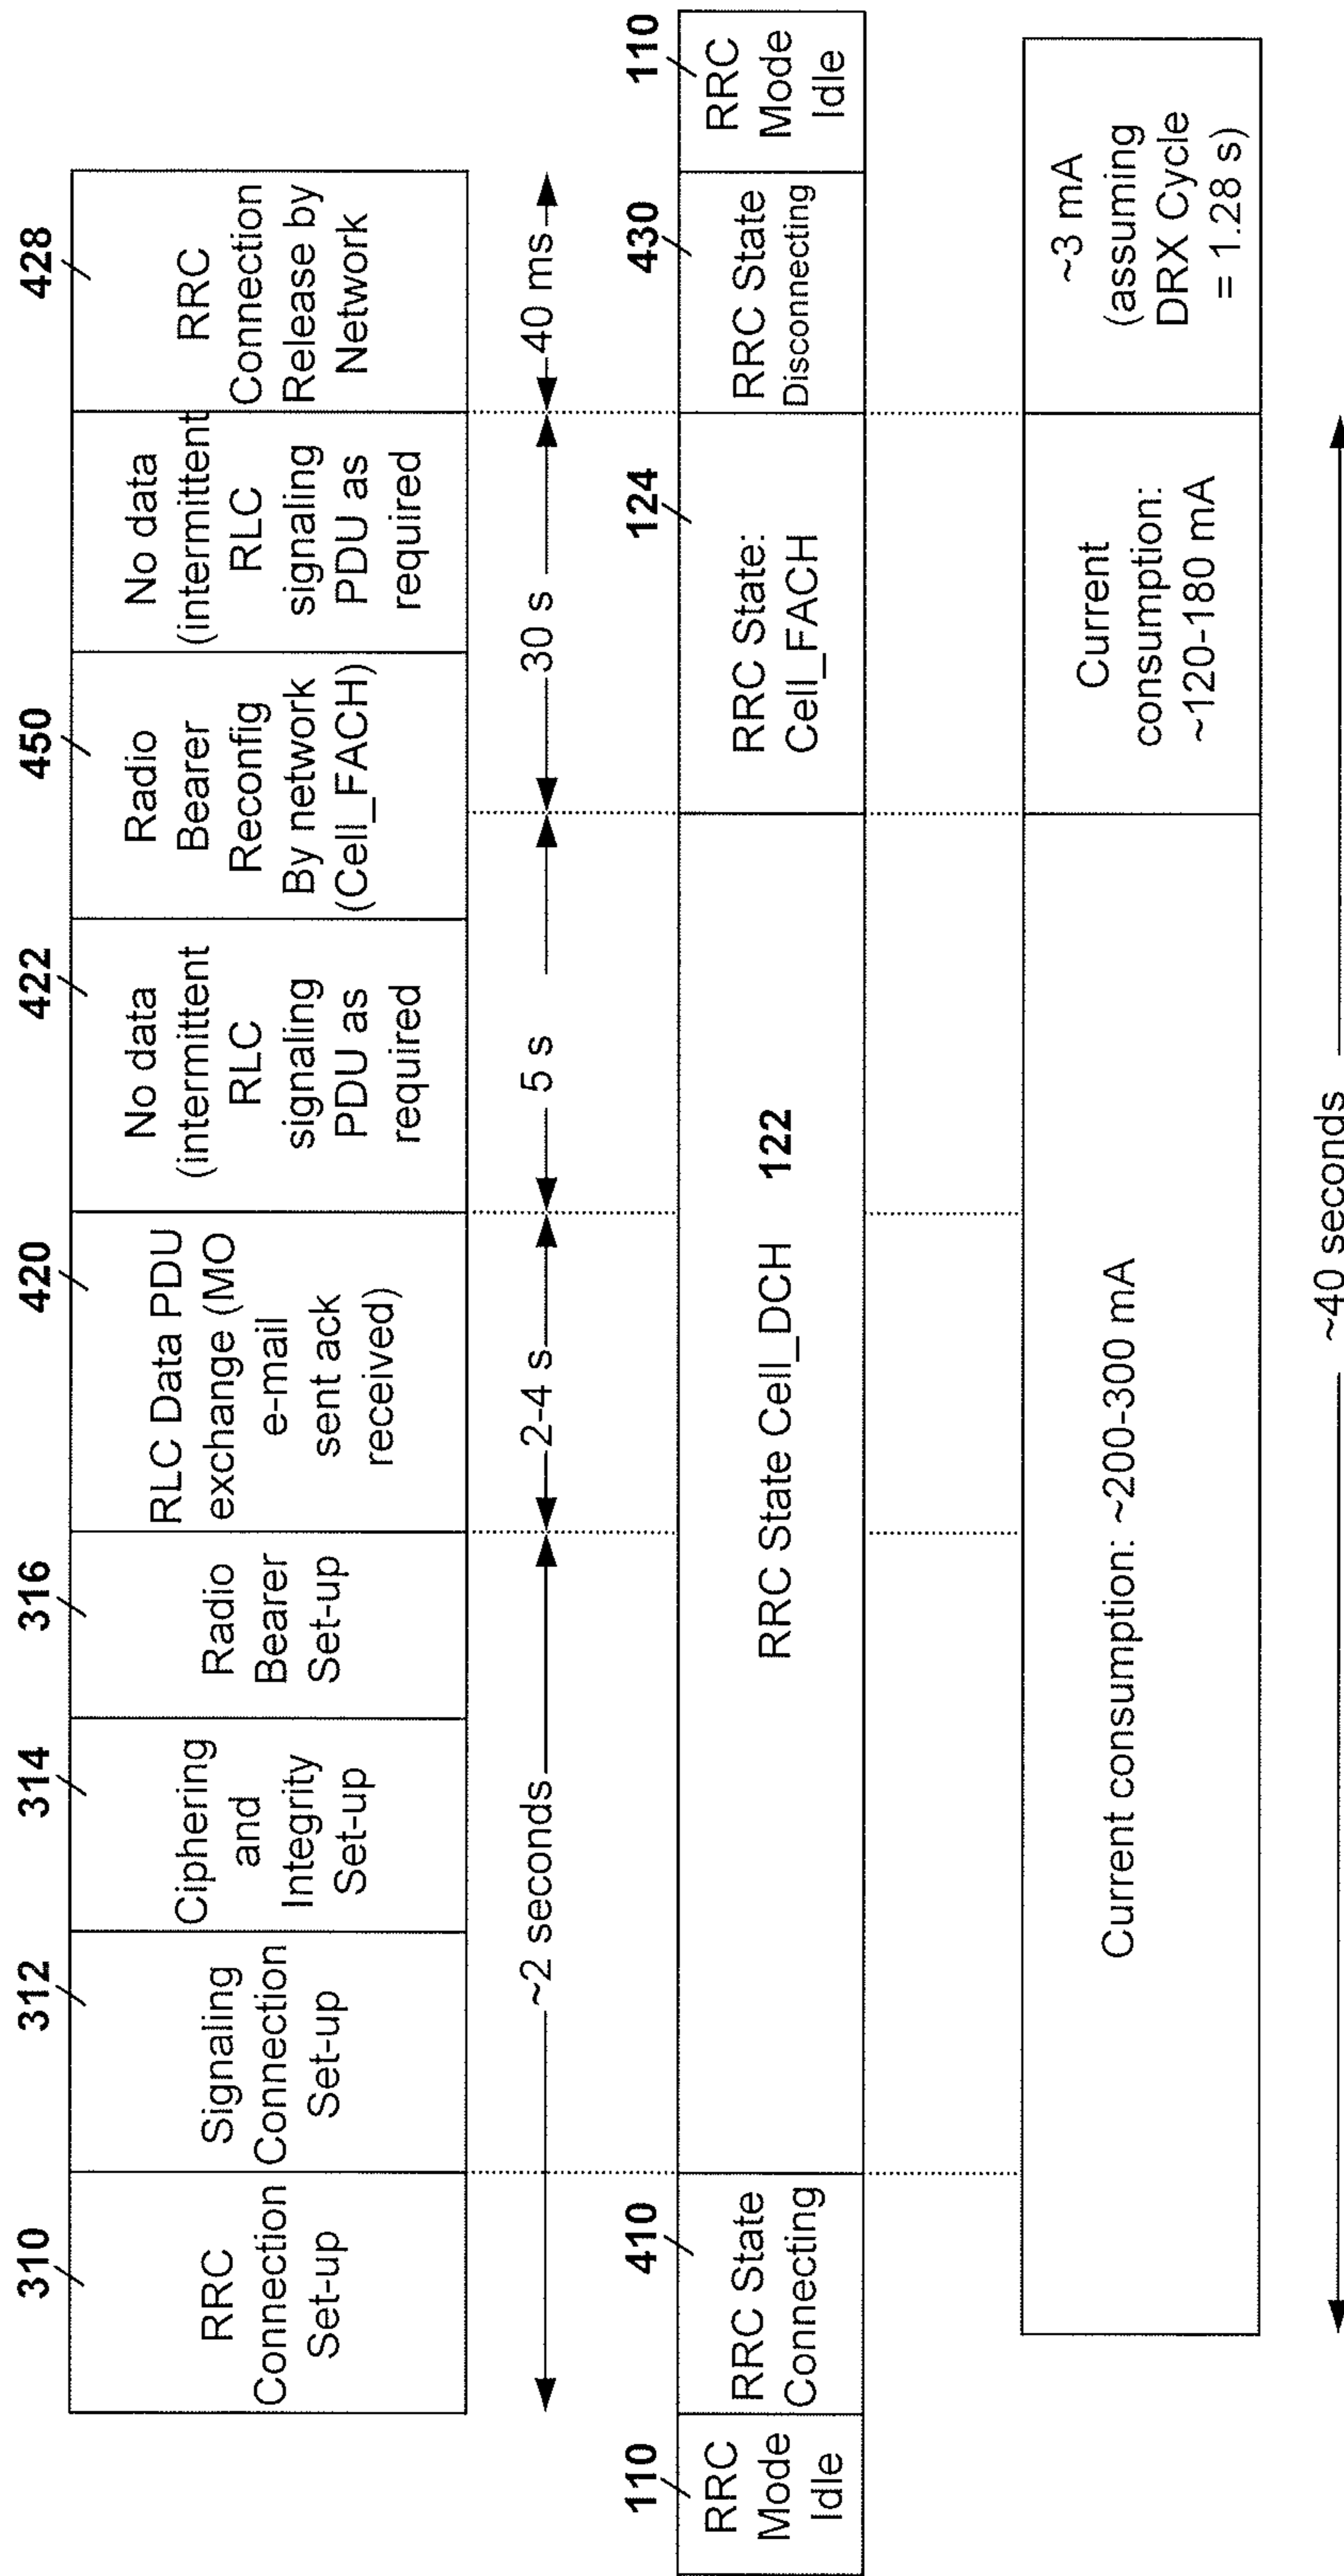 310
312
314
316
420
422
450
428
RRC
Connection
Set-up
Signaling
Connection
Set-up
Ciphering
and
Integrity
Set-up
Radio
Bearer
Set-up
RLC Data PDU
exchange (MO
e-mail
sent ack
received)
No data
(intermittent
RLC
signaling
PDU as
required
Radio
Bearer
Reconfig
By network
(Cell_FACH)
No data
(intermittent
RLC
signaling
PDU as
required
RRC
Connection
Release by
Network
~2 seconds
2-4 s
5 s
30 s
40 ms
110
410
124
430
110
RRC
Mode
Idle
RRC State
Connecting
RRC State Cell_DCH 122
RRC State:
Cell_FACH
RRC State
Disconnecting
RRC
Mode
Idle
Current consumption: ~200-300 mA
Current
consumption:
~120-180 mA
~3 mA
(assuming
DRX Cycle
= 1.28 s)
~40 seconds